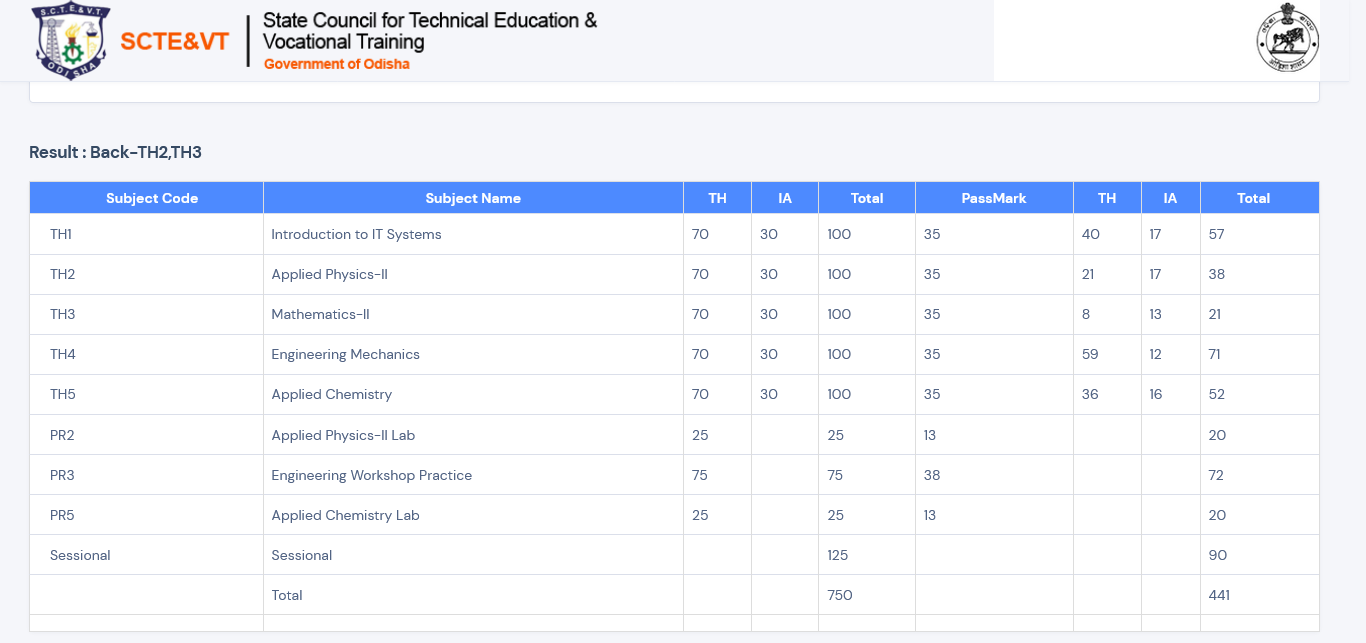 S.C.T.E.&V.T.
ODISHA
SCTE&VT
State Council for Technical Education &
Vocational Training
Government of Odisha
Result : Back-TH2,TH3
Subject Code Subject Name TH IA Total PassMark TH IA Total
TH1 Introduction to IT Systems 70 30 100 35 40 17 57
TH2 Applied Physics-II 70 30 100 35 21 17 38
TH3 Mathematics-II 70 30 100 35 8 13 21
TH4 Engineering Mechanics 70 30 100 35 59 12 71
TH5 Applied Chemistry 70 30 100 35 36 16 52
PR2 Applied Physics-II Lab 25 25 13 20
PR3 Engineering Workshop Practice 75 75 38 72
PR5 Applied Chemistry Lab 25 25 13 20
Sessional Sessional 125 90
Total 750 441